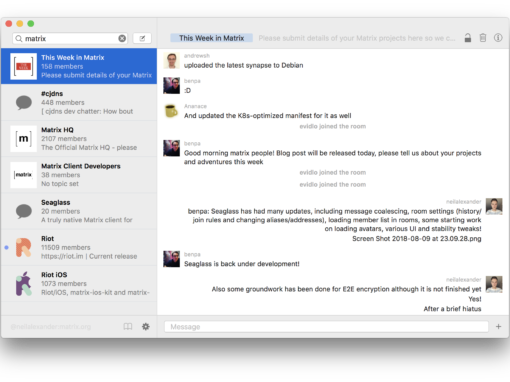 matrix
This Week in Matrix
Please submit details of your Matrix projects here so we c...
This Week in Matrix
158 members
Please submit details of your Matrix
#cjdns
448 members
[ cjdns dev chatter: How bout
[m]
Matrix HQ
2107 members
The Official Matrix HQ - please
matrix
Matrix Client Developers
38 members
No topic set
Seaglass
20 members
A truly native Matrix client for
Riot
11509 members
https://riot.im | Current release
Riot iOS
1073 members
Riot/iOS, matrix-ios-kit and matrix-
@neilalexander:matrix.org
andrewsh
uploaded the latest synapse to Debian
benpa
:D
Ananace
And updated the K8s-optimized manifest for it as well
evidlo joined the room
benpa
Good morning matrix people! Blog post will be released today, please tell us about your projects
and adventures this week
evidlo joined the room
evidlo joined the room
neilalexander
benpa: Seaglass has had many updates, including message coalescing, room settings (history/
join rules and changing aliases/addresses), loading member list in rooms, some starting work
on loading avatars, various UI and stability tweaks!
Screen Shot 2018-08-09 at 23.09.28.png
benpa
Seaglass is back under development!
neilalexander
Also some groundwork has been done for E2E encryption although it is not finished yet
Yes!
After a brief hiatus
Message